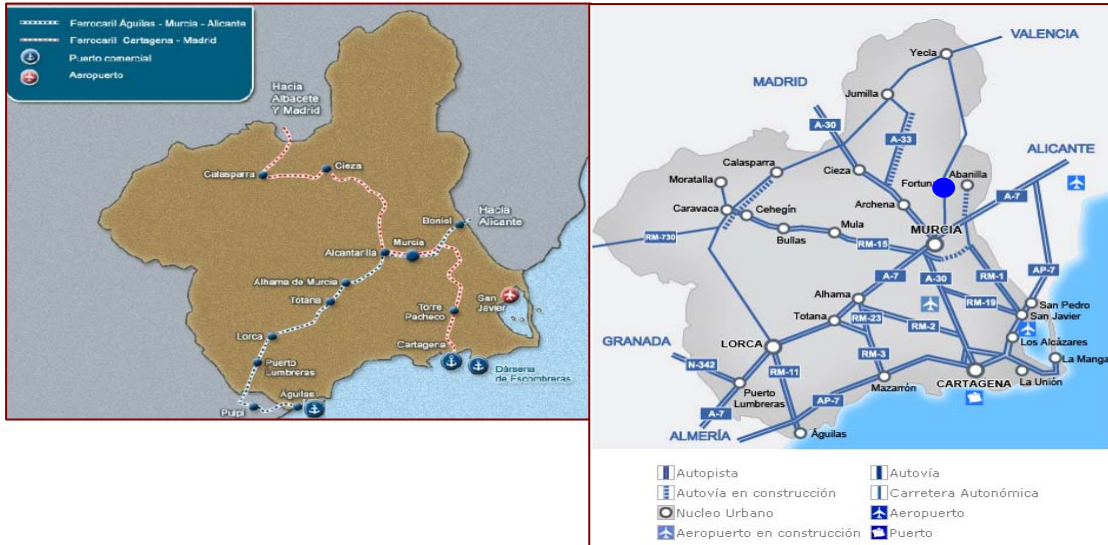 Ferrocaril Águilas - Murcia - Alicante
Ferrocaril Cartagena - Madrid
Puerto comercial
Aeropuerto
Hacia
Albacete
Y Madrid
Calasparra
Cieza
Hacia
Alicante
Beniel
Murcia
Alcantarilla
Alhama de Murcia
Totana
Torre
Pacheco
San
Javier
Lorca
Cartagena
Dársena
de Escombreras
Puerto
Lumbreras
Águilas
Pulpí
VALENCIA
Yecla
MADRID
Jumilla
A-30
A-33
ALICANTE
Calasparra
Moratalla
Cieza
Fortuna
Abanilla
Archena
A-7
Caravaca
Cehegín
Mula
MURCIA
Bullas
RM-730
RM-15
A-7
A-30
RM-1
AP-7
Alhama
RM-19
San Pedro
San Javier
Totana
RM-23
RM-2
Los Alcázares
GRANADA
LORCA
N-342
RM-11
RM-3
La Manga
CARTAGENA
La Unión
Puerto
Lumbreras
Mazarrón
AP-7
A-7
ALMERÍA
Águilas
Autopista
Autovía
Autovía en construcción
Carretera Autonómica
Nucleo Urbano
Aeropuerto
Aeropuerto en construcción
Puerto